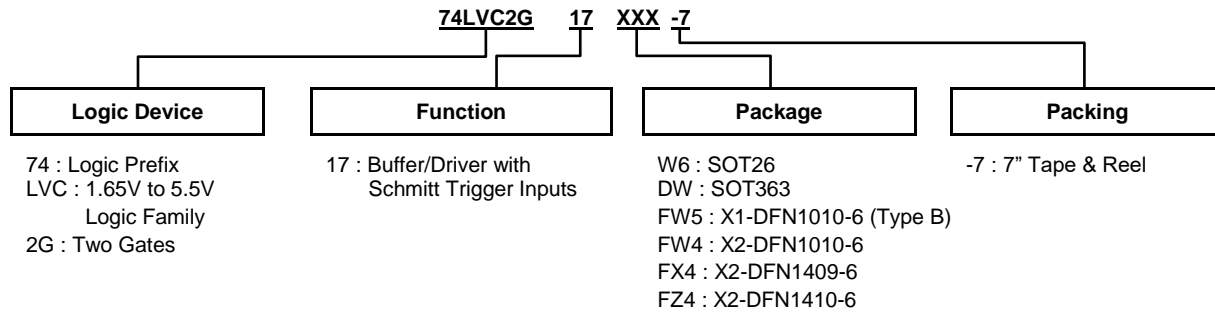 74LVC2G 17 XXX -7
Logic Device
Function
Package
Packing
74 : Logic Prefix
LVC : 1.65V to 5.5V
Logic Family
2G : Two Gates
17 : Buffer/Driver with
Schmitt Trigger Inputs
W6 : SOT26
DW : SOT363
FW5 : X1-DFN1010-6 (Type B)
FW4 : X2-DFN1010-6
FX4 : X2-DFN1409-6
FZ4 : X2-DFN1410-6
-7 : 7” Tape & Reel